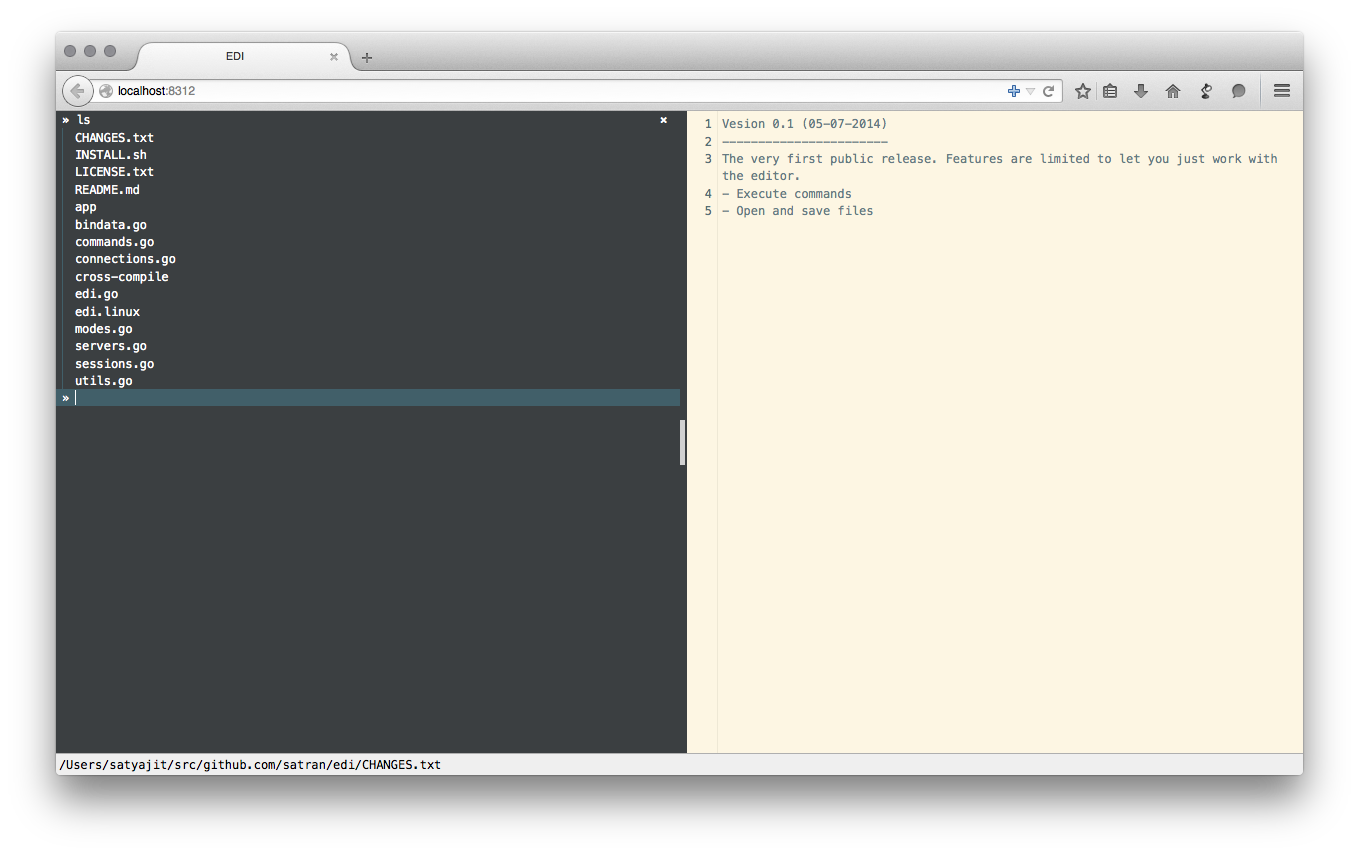 EDI
localhost:8312
» ls
CHANGES.txt
INSTALL.sh
LICENSE.txt
README.md
app
bindata.go
commands.go
connections.go
cross-compile
edi.go
edi.linux
modes.go
servers.go
sessions.go
utils.go
»
1 Vesion 0.1 (05-07-2014)
2 -----------------------
3 The very first public release. Features are limited to let you just work with
the editor.
4 - Execute commands
5 - Open and save files
/Users/satyajit/src/github.com/satran/edi/CHANGES.txt